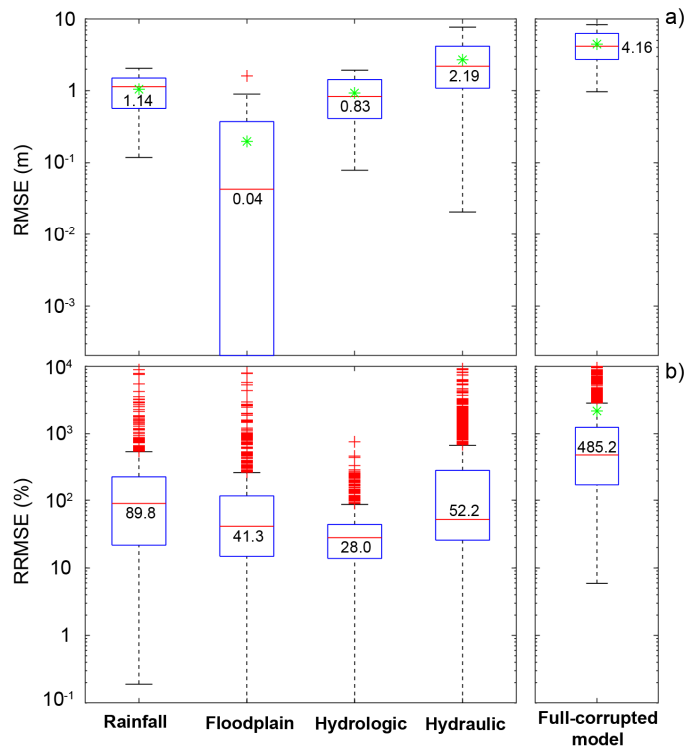 a)
10
1
10⁻¹
10⁻²
10⁻³
RMSE (m)
1.14
0.04
0.83
2.19
4.16
b)
10⁴
10³
10²
10
1
10⁻¹
RRMSE (%)
89.8
41.3
28.0
52.2
485.2
Rainfall
Floodplain
Hydrologic
Hydraulic
Full-corrupted
model